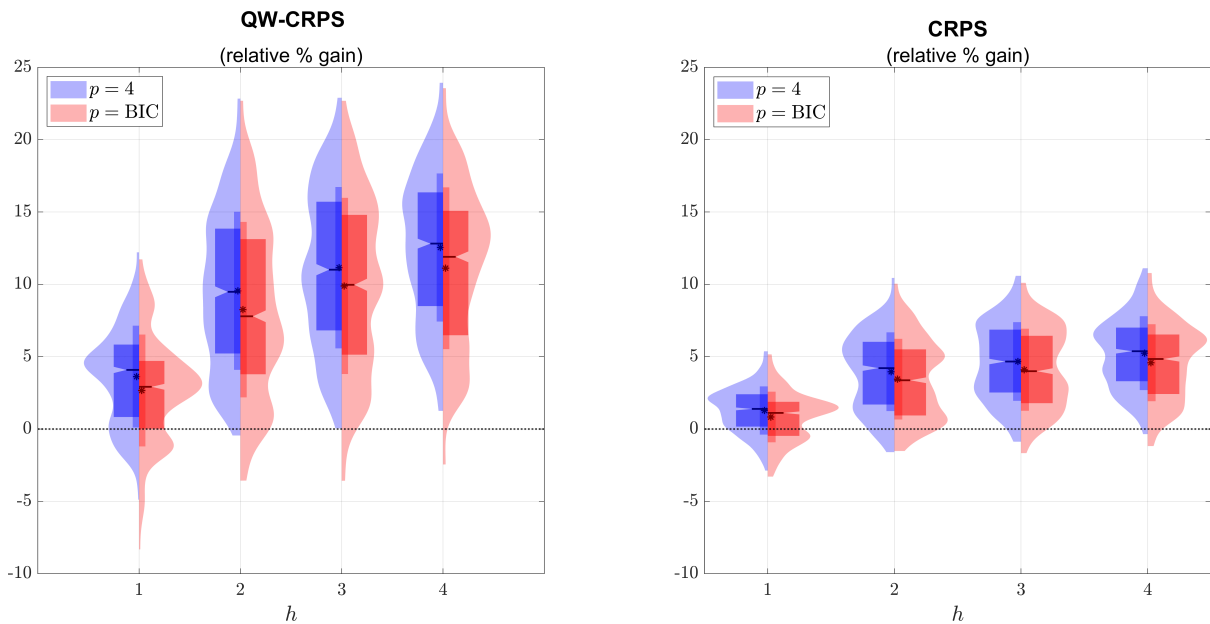 QW-CRPS
(relative % gain)
25
20
15
10
5
0
-5
-10
p = 4
p = BIC
1 2 3 4
h
CRPS
(relative % gain)
25
20
15
10
5
0
-5
-10
p = 4
p = BIC
1 2 3 4
h